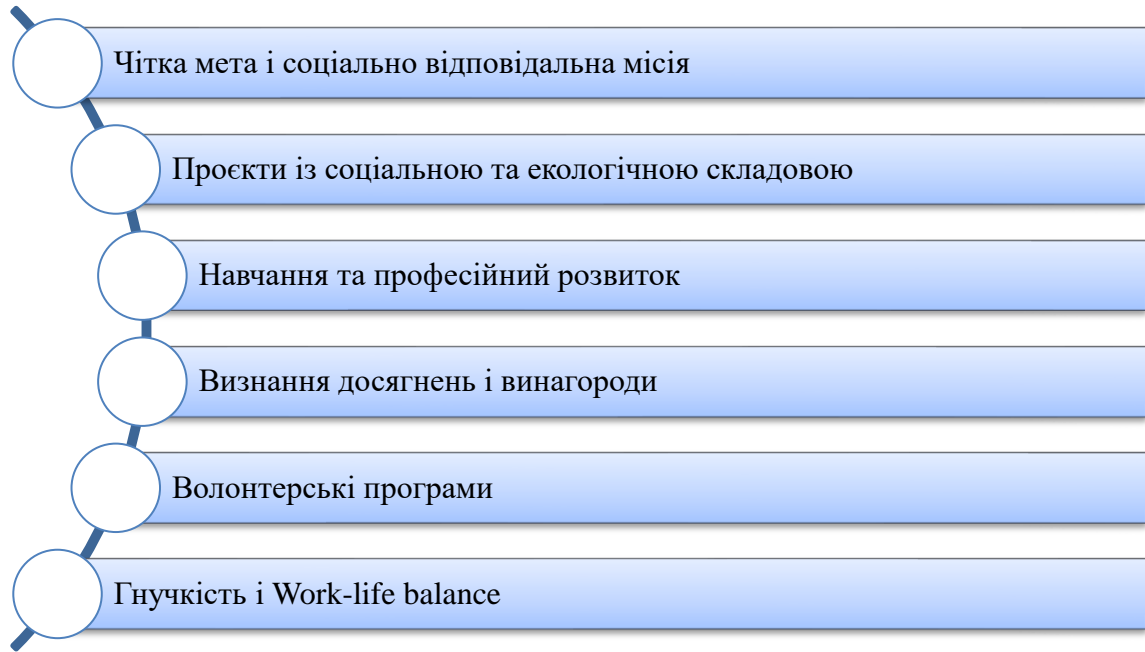 Чітка мета і соціально відповідальна місія
Проєкти із соціальною та екологічною складовою
Навчання та професійний розвиток
Визнання досягнень і винагороди
Волонтерські програми
Гнучкість і Work-life balance